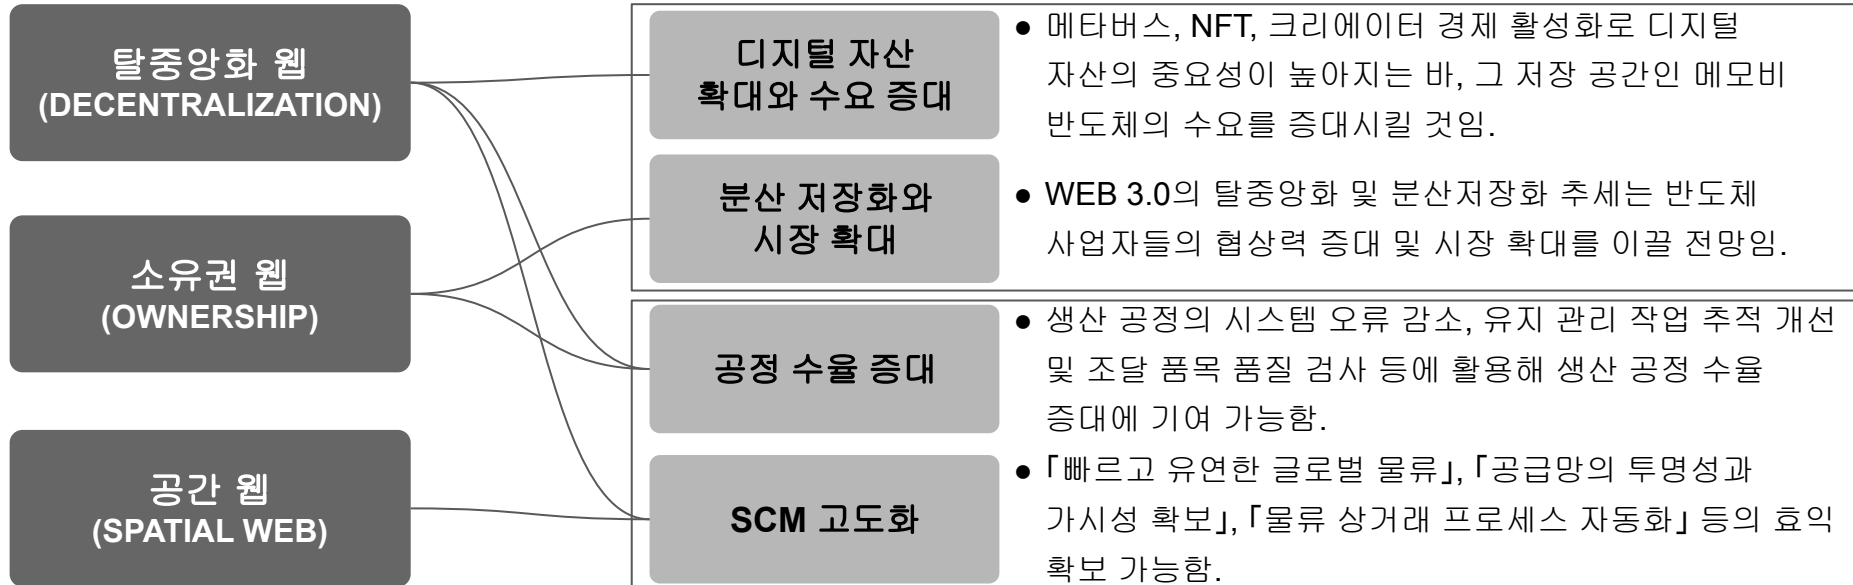 탈중앙화 웹
(DECENTRALIZATION)
소유권 웹
(OWNERSHIP)
공간 웹
(SPATIAL WEB)
디지털 자산
확대와 수요 증대
● 메타버스, NFT, 크리에이터 경제 활성화로 디지털
자산의 중요성이 높아지는 바, 그 저장 공간인 메모비
반도체의 수요를 증대시킬 것임.
분산 저장화와
시장 확대
● WEB 3.0의 탈중앙화 및 분산저장화 추세는 반도체
사업자들의 협상력 증대 및 시장 확대를 이끌 전망임.
공정 수율 증대
● 생산 공정의 시스템 오류 감소, 유지 관리 작업 추적 개선
및 조달 품목 품질 검사 등에 활용해 생산 공정 수율
증대에 기여 가능함.
SCM 고도화
● 「빠르고 유연한 글로벌 물류」, 「공급망의 투명성과
가시성 확보」, 「물류 상거래 프로세스 자동화」 등의 효익
확보 가능함.